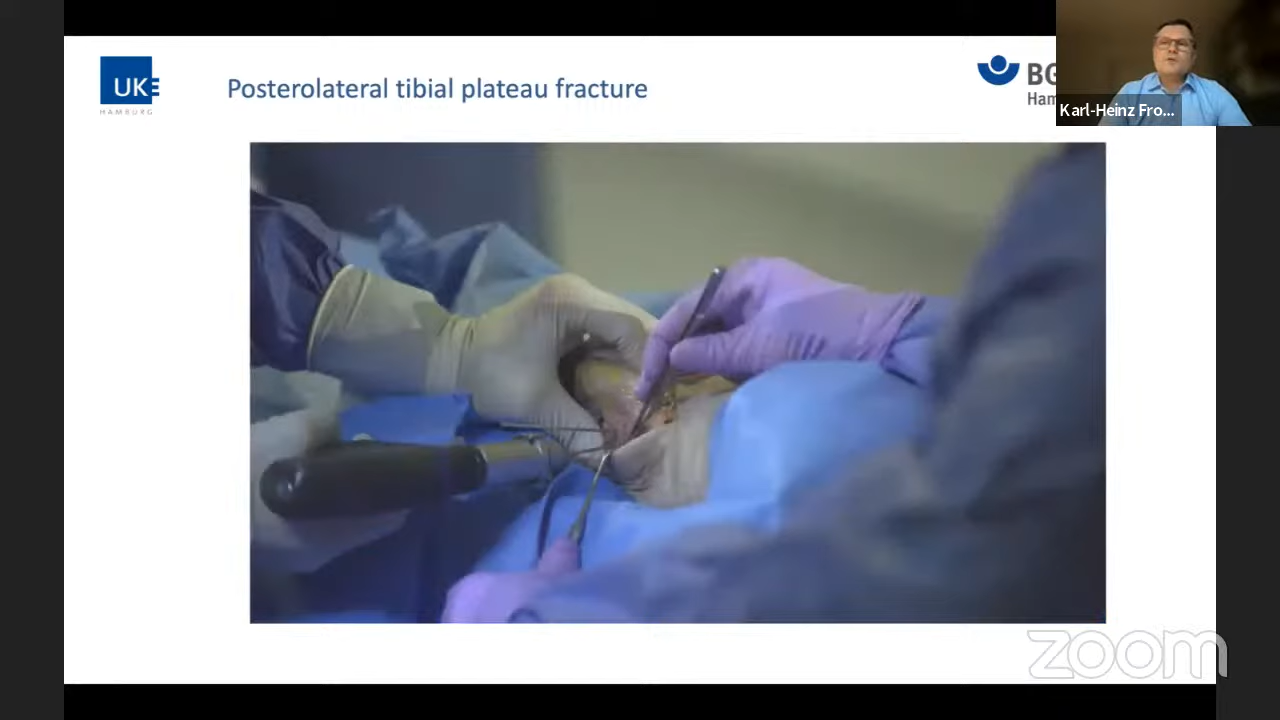 UKE
HAMBURG
Posterolateral tibial plateau fracture
BG
Ham
Karl-Heinz Fro...
zoom